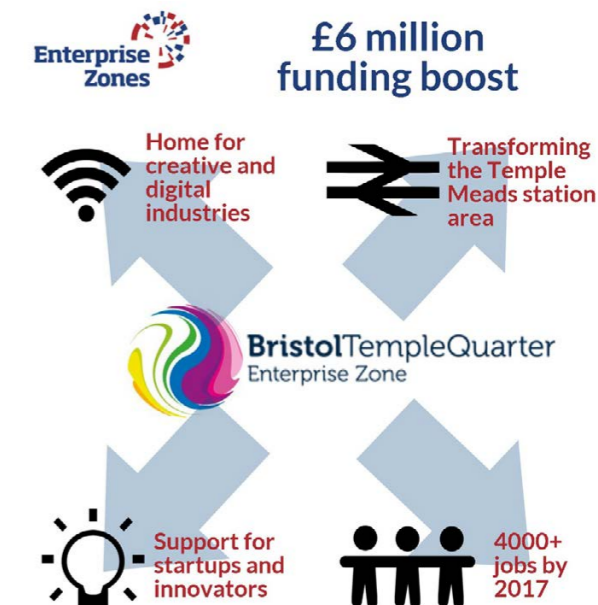 Enterprise
Zones
£6 million
funding boost
Home for
creative and
digital
industries
Transforming
the Temple
Meads station
area
BristolTempleQuarter
Enterprise Zone
Support for
startups and
innovators
4000+
jobs by
2017